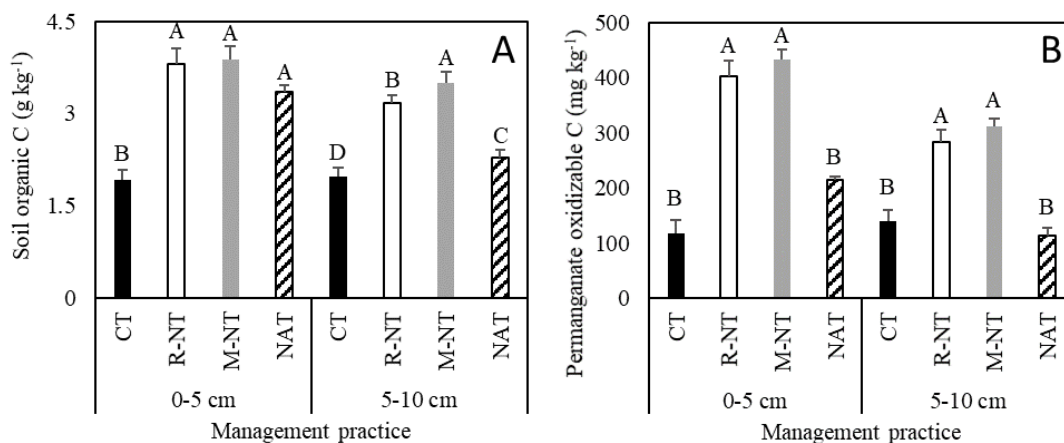 A
Soil organic C (g kg⁻¹)
4.5
3
1.5
0
B A A A D B A C
CT R-NT M-NT NAT CT R-NT M-NT NAT
0-5 cm 5-10 cm
Management practice
B
Permanganate oxidizable C (mg kg⁻¹)
500
400
300
200
100
0
B A A B B A A B
CT R-NT M-NT NAT CT R-NT M-NT NAT
0-5 cm 5-10 cm
Management practice